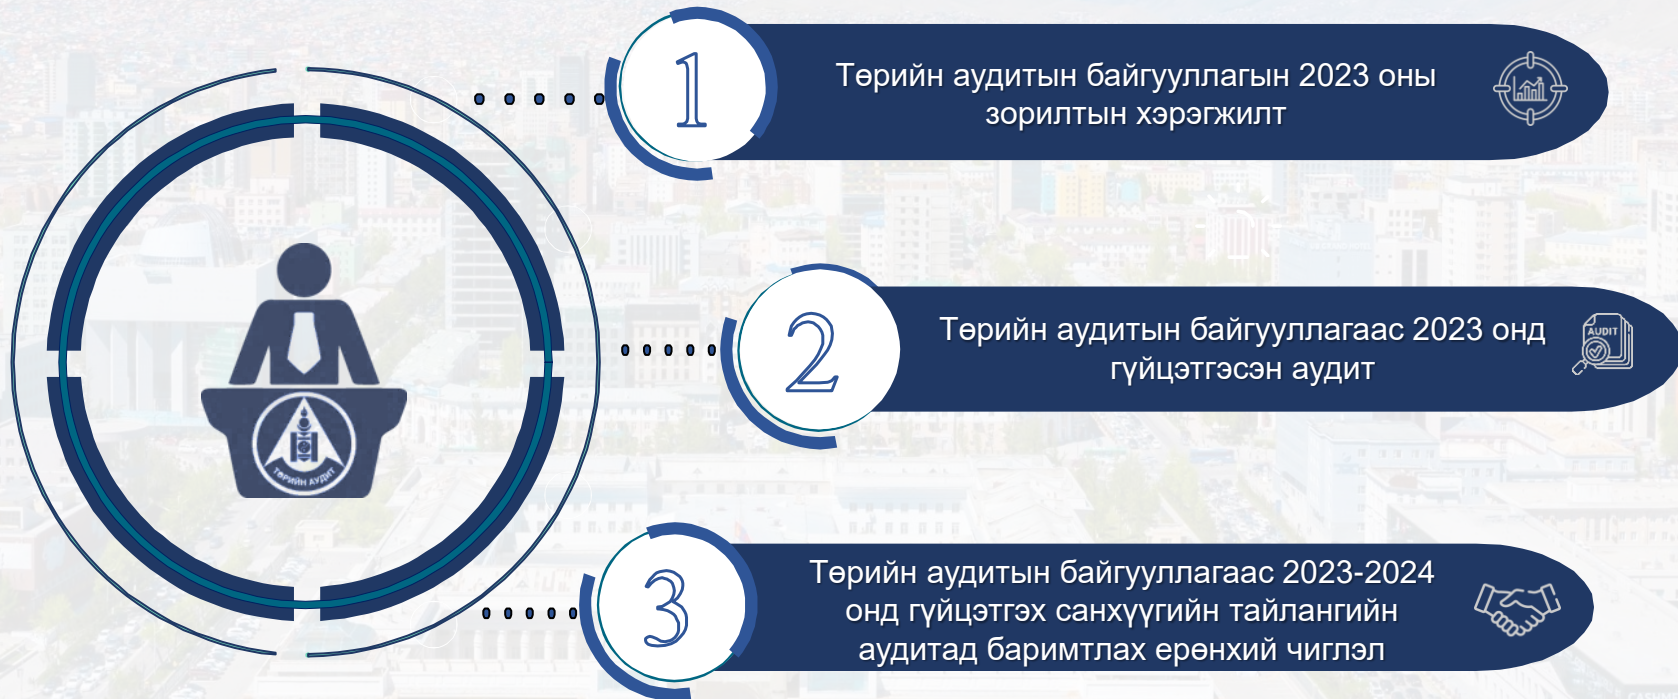 1
Төрийн аудитын байгууллагын 2023 оны
зорилтын хэрэгжилт
2
Төрийн аудитын байгууллагаас 2023 онд
гүйцэтгэсэн аудит
AUDIT
ТӨРИЙН АУДИТ
3
Төрийн аудитын байгууллагаас 2023-2024
онд гүйцэтгэх санхүүгийн тайлангийн
аудитад баримтлах ерөнхий чиглэл